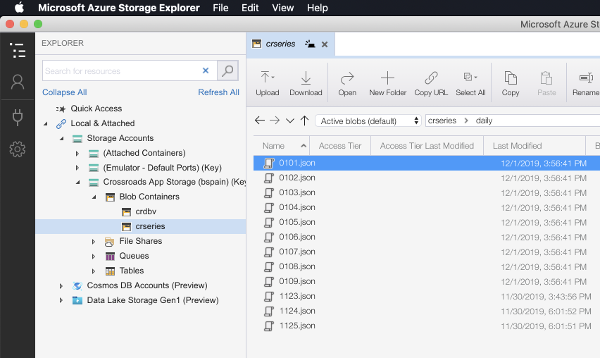 Microsoft Azure Storage Explorer File Edit View Help
Microsoft Azure Sto
EXPLORER
crseries
Search for resources
Collapse All Refresh All
Quick Access
Local & Attached
Storage Accounts
(Attached Containers)
(Emulator - Default Ports) (Key)
Crossroads App Storage (bspain) (Key
Blob Containers
crdbv
crseries
File Shares
Queues
Tables
Cosmos DB Accounts (Preview)
Data Lake Storage Gen1 (Preview)
Upload Download Open New Folder Copy URL Select All Copy Paste Rename
Active blobs (default) crseries daily
Name Access Tier Access Tier Last Modified Last Modified B
0101.json 12/1/2019, 3:56:41 PM
0102.json 12/1/2019, 3:56:41 PM
0103.json 12/1/2019, 3:56:41 PM
0104.json 12/1/2019, 3:56:41 PM
0105.json 12/1/2019, 3:56:41 PM
0106.json 12/1/2019, 3:56:41 PM
0107.json 12/1/2019, 3:56:41 PM
0108.json 12/1/2019, 3:56:41 PM
0109.json 12/1/2019, 3:56:41 PM
1123.json 11/30/2019, 3:43:56 PM
1124.json 11/30/2019, 6:01:52 PM
1125.json 11/30/2019, 6:01:51 PM